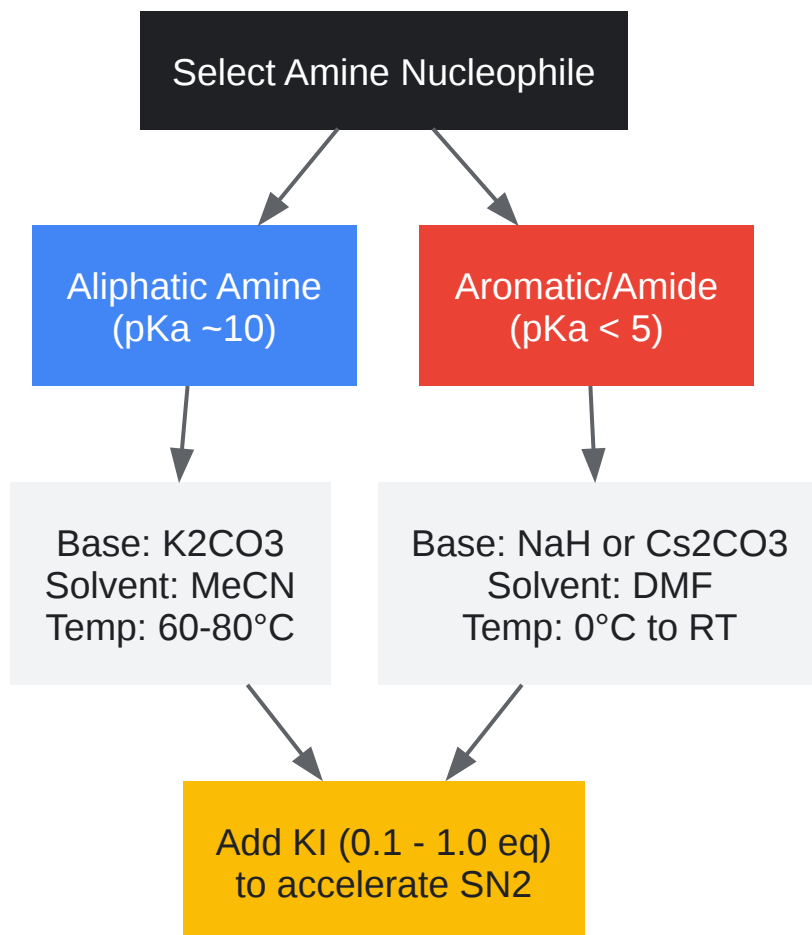 Select Amine Nucleophile
Aliphatic Amine
(pKa ~10)
Aromatic/Amide
(pKa < 5)
Base: K2CO3
Solvent: MeCN
Temp: 60-80°C
Base: NaH or Cs2CO3
Solvent: DMF
Temp: 0°C to RT
Add KI (0.1 - 1.0 eq)
to accelerate SN2